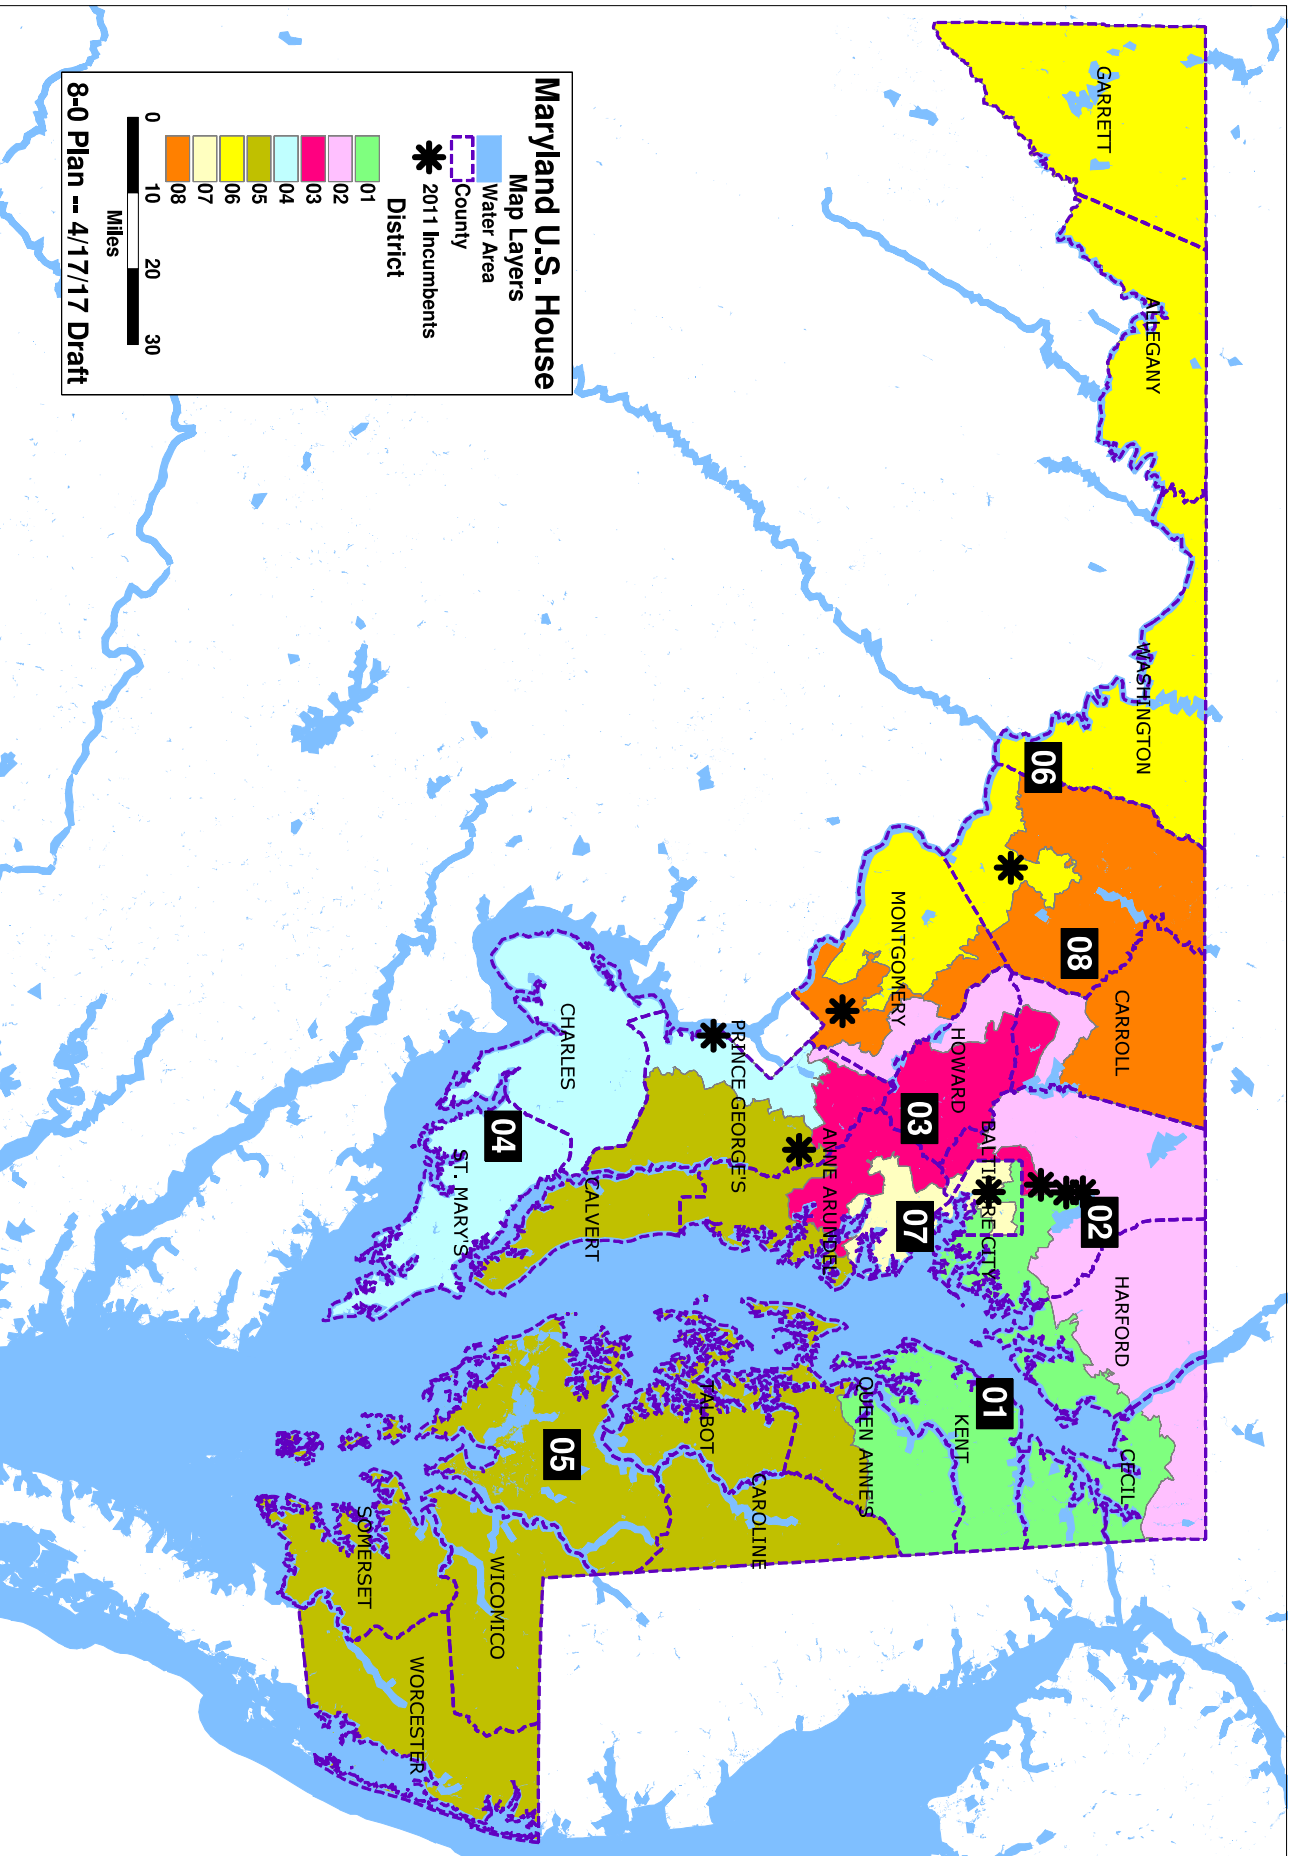 Maryland U.S. House
Map Layers
Water Area
County
2011 Incumbents
District
01
02
03
04
05
06
07
08
0 10 20 30
Miles
8-0 Plan -- 4/17/17 Draft
GARRETT
ALLEGANY
WASHINGTON
06
08
CARROLL
MONTGOMERY
HOWARD
03
BALTIMORE CITY
02
HARFORD
07
ANNE ARUNDEL
PRINCE GEORGE'S
CHARLES
04
ST. MARY'S
CALVERT
01
KENT
CECIL
QUEEN ANNE'S
TALBOT
CAROLINE
05
WICOMICO
SOMERSET
WORCESTER